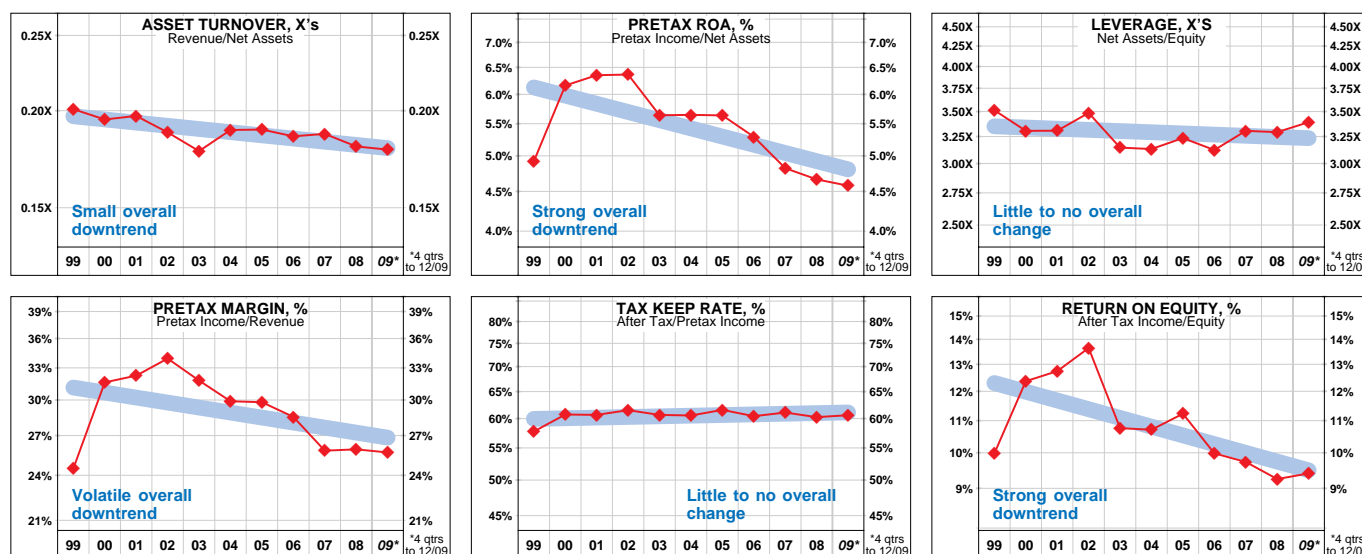 ASSET TURNOVER, X's
Revenue/Net Assets
0.25X
0.25X
0.20X
0.20X
0.15X
0.15X
Small overall
downtrend
99 00 01 02 03 04 05 06 07 08 09*
*4 qtrs
to 12/09
PRETAX ROA, %
Pretax Income/Net Assets
7.0%
7.0%
6.5%
6.5%
6.0%
6.0%
5.5%
5.5%
5.0%
5.0%
4.5%
4.5%
4.0%
4.0%
Strong overall
downtrend
99 00 01 02 03 04 05 06 07 08 09*
*4 qtrs
to 12/09
LEVERAGE, X'S
Net Assets/Equity
4.50X
4.50X
4.25X
4.25X
4.00X
4.00X
3.75X
3.75X
3.50X
3.50X
3.25X
3.25X
3.00X
3.00X
2.75X
2.75X
2.50X
2.50X
Little to no overall
change
99 00 01 02 03 04 05 06 07 08 09*
*4 qtrs
to 12/09
PRETAX MARGIN, %
Pretax Income/Revenue
39%
39%
36%
36%
33%
33%
30%
30%
27%
27%
24%
24%
21%
21%
Volatile overall
downtrend
99 00 01 02 03 04 05 06 07 08 09*
*4 qtrs
to 12/09
TAX KEEP RATE, %
After Tax/Pretax Income
80%
80%
75%
75%
70%
70%
65%
65%
60%
60%
55%
55%
50%
50%
45%
45%
Little to no overall
change
99 00 01 02 03 04 05 06 07 08 09*
*4 qtrs
to 12/09
RETURN ON EQUITY, %
After Tax Income/Equity
15%
15%
14%
14%
13%
13%
12%
12%
11%
11%
10%
10%
9%
9%
Strong overall
downtrend
99 00 01 02 03 04 05 06 07 08 09*
*4 qtrs
to 12/09